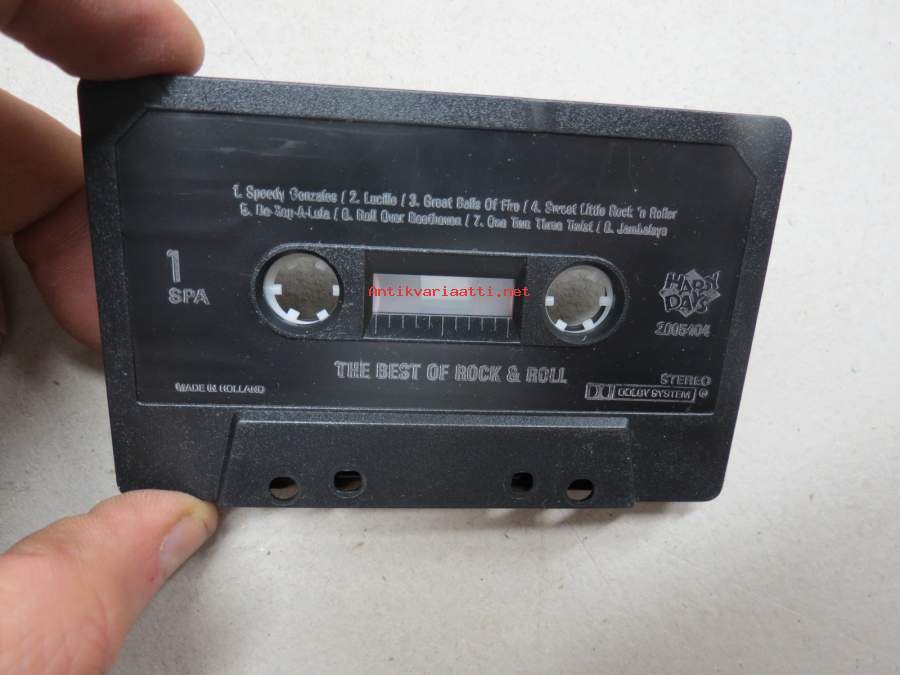 1. Speedy Gonzales / 2. Lucille / 3. Great Balls Of Fire / 4. Sweet Little Rock 'n Roller
5. Be-Bop-A-Lula / 6. Roll Over Beethoven / 7. One Two Three Twist / 8. Jambalaya
1
SPA
Antikvariaatti.net
HAPPY
DAYS
2005404
THE BEST OF ROCK & ROLL
MADE IN HOLLAND
STEREO
DOLBY SYSTEM